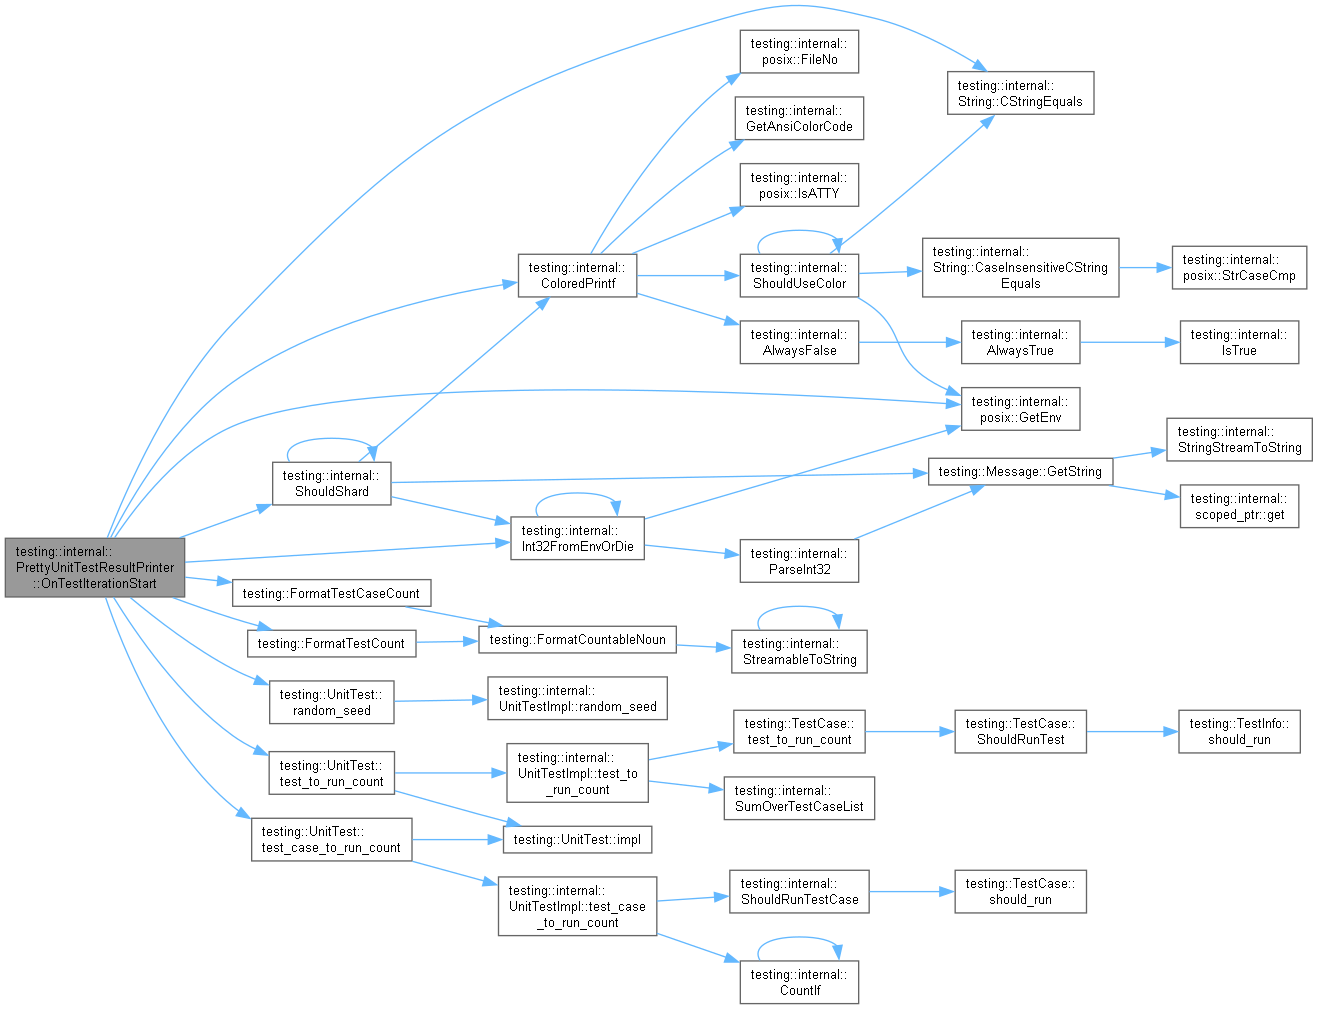 testing::internal::
posix::FileNo
testing::internal::
String::CStringEquals
testing::internal::
GetAnsiColorCode
testing::internal::
posix::IsATTY
testing::internal::
ColoredPrintf
testing::internal::
ShouldUseColor
testing::internal::
String::CaseInsensitiveCString
Equals
testing::internal::
posix::StrCaseCmp
testing::internal::
AlwaysFalse
testing::internal::
AlwaysTrue
testing::internal::
IsTrue
testing::internal::
posix::GetEnv
testing::internal::
ShouldShard
testing::Message::GetString
testing::internal::
StringStreamToString
testing::internal::
scoped_ptr::get
testing::internal::
PrettyUnitTestResultPrinter
::OnTestIterationStart
testing::internal::
Int32FromEnvOrDie
testing::internal::
ParseInt32
testing::FormatTestCaseCount
testing::FormatTestCount
testing::FormatCountableNoun
testing::internal::
StreamableToString
testing::UnitTest::
random_seed
testing::internal::
UnitTestImpl::random_seed
testing::UnitTest::
test_to_run_count
testing::internal::
UnitTestImpl::test_to
_run_count
testing::TestCase::
test_to_run_count
testing::TestCase::
ShouldRunTest
testing::TestInfo::
should_run
testing::internal::
SumOverTestCaseList
testing::UnitTest::
test_case_to_run_count
testing::UnitTest::impl
testing::internal::
UnitTestImpl::test_case
_to_run_count
testing::internal::
ShouldRunTestCase
testing::TestCase::
should_run
testing::internal::
CountIf